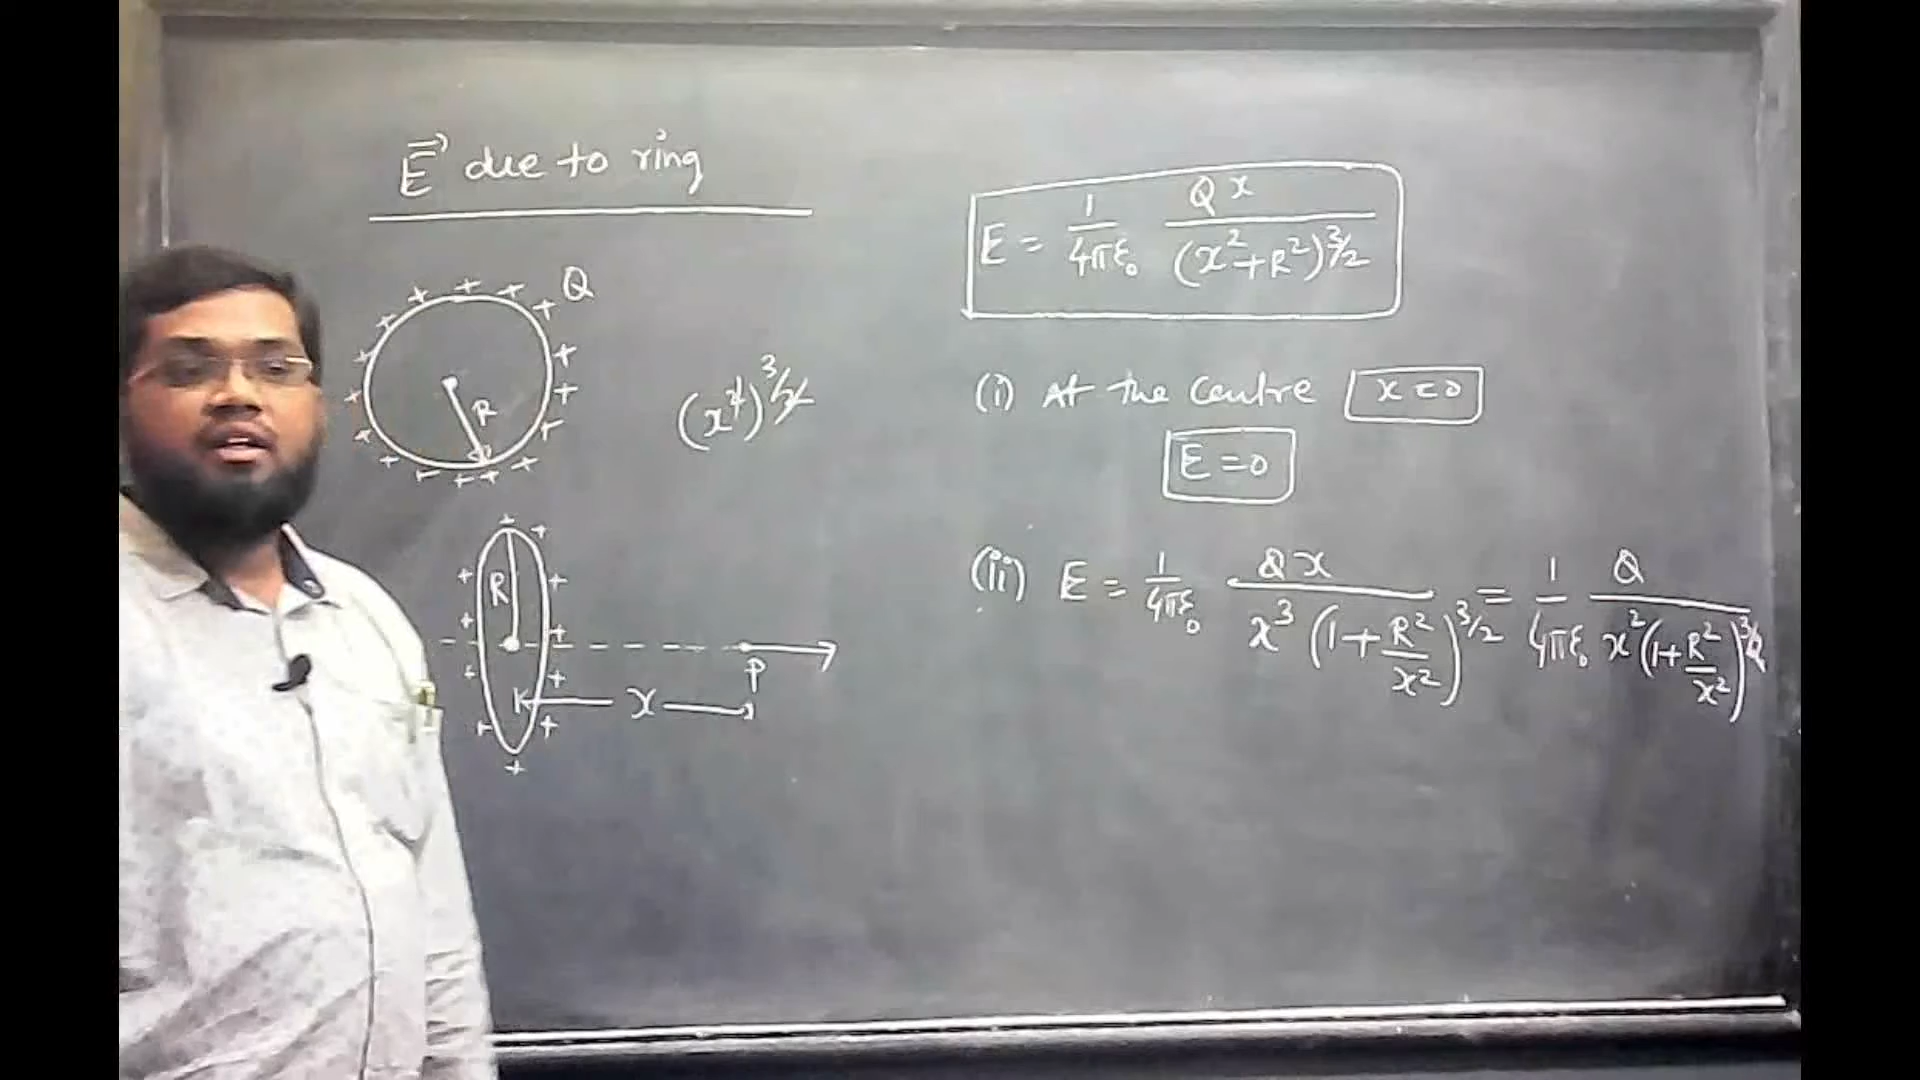 E⃗ due to ring
+ + + + Q
R
(x²)^3/2
R
P
x
E = 1/4πε₀ Qx/(x²+R²)^3/2
(i) At the centre x=0
E=0
(ii) E = 1/4πε₀ Qx/x³(1+R²/x²)^3/2 = 1/4πε₀ Q/x²(1+R²/x²)^3/2